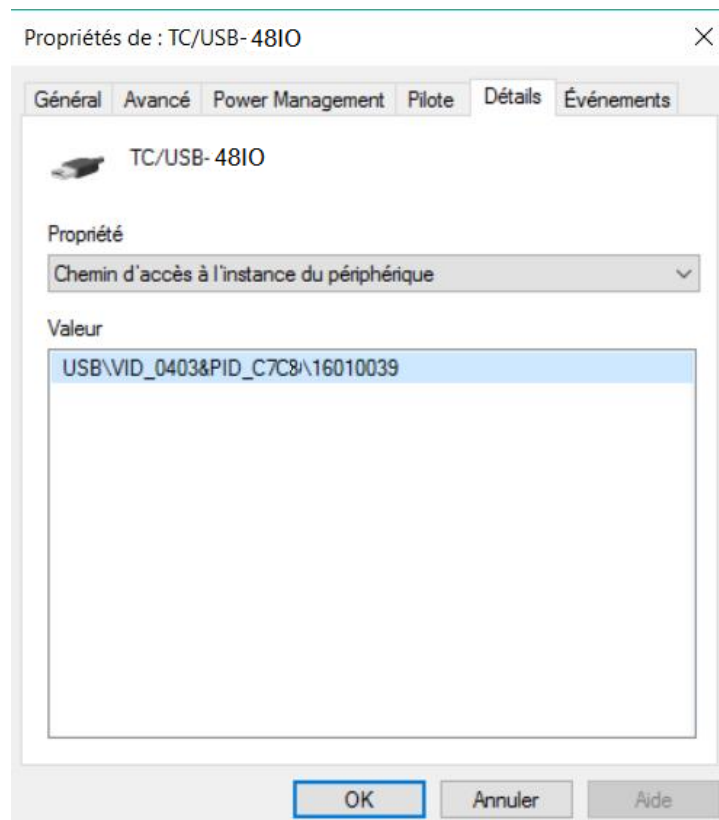 Propriétés de : TC/USB- 48IO
Général Avancé Power Management Pilote Détails Événements
TC/USB- 48IO
Propriété
Chemin d'accès à l'instance du périphérique
Valeur
USB\VID_0403&PID_C7C8\16010039
OK Annuler Aide